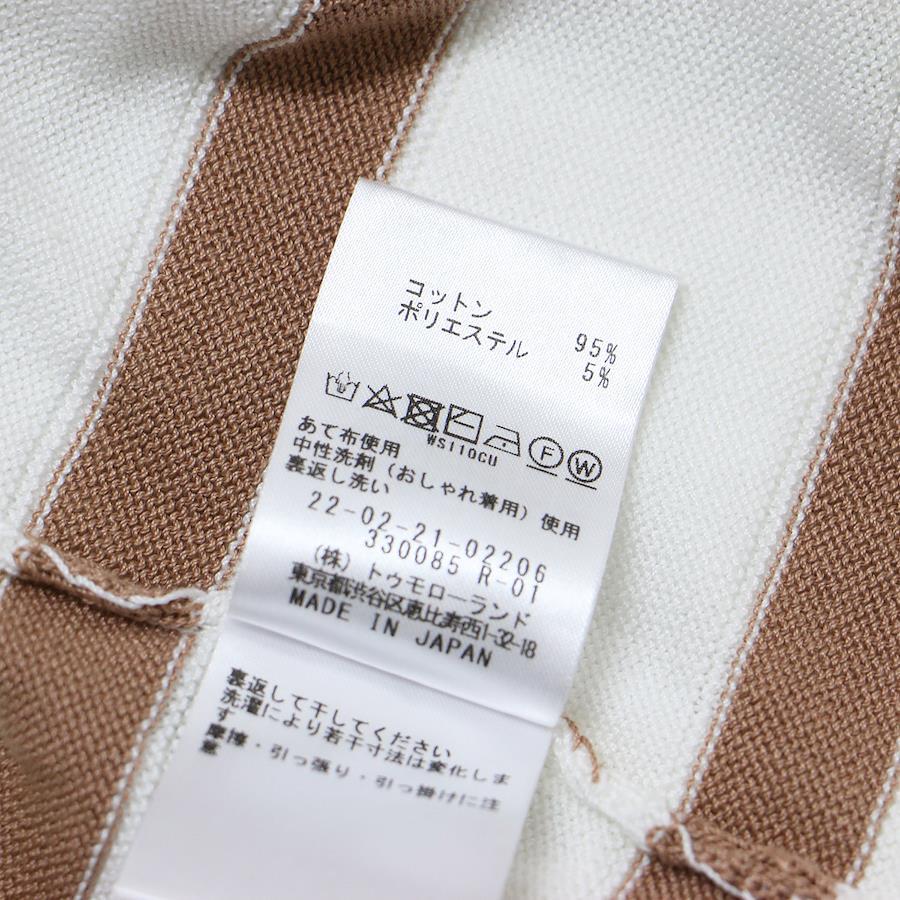 コットン 95%
ポリエステル 5%
WS110CU
F W
あて布使用
中性洗剤(おしゃれ着用)使用
裏返し洗い
22-02-21-02206
330085 R-01
(株)トゥモローランド
東京都渋谷区恵比寿西1-32-18
MADE IN JAPAN
裏返して干してください
洗濯により若干寸法は変化しま
す
摩擦・引っ張り・引っ掛けに注
意